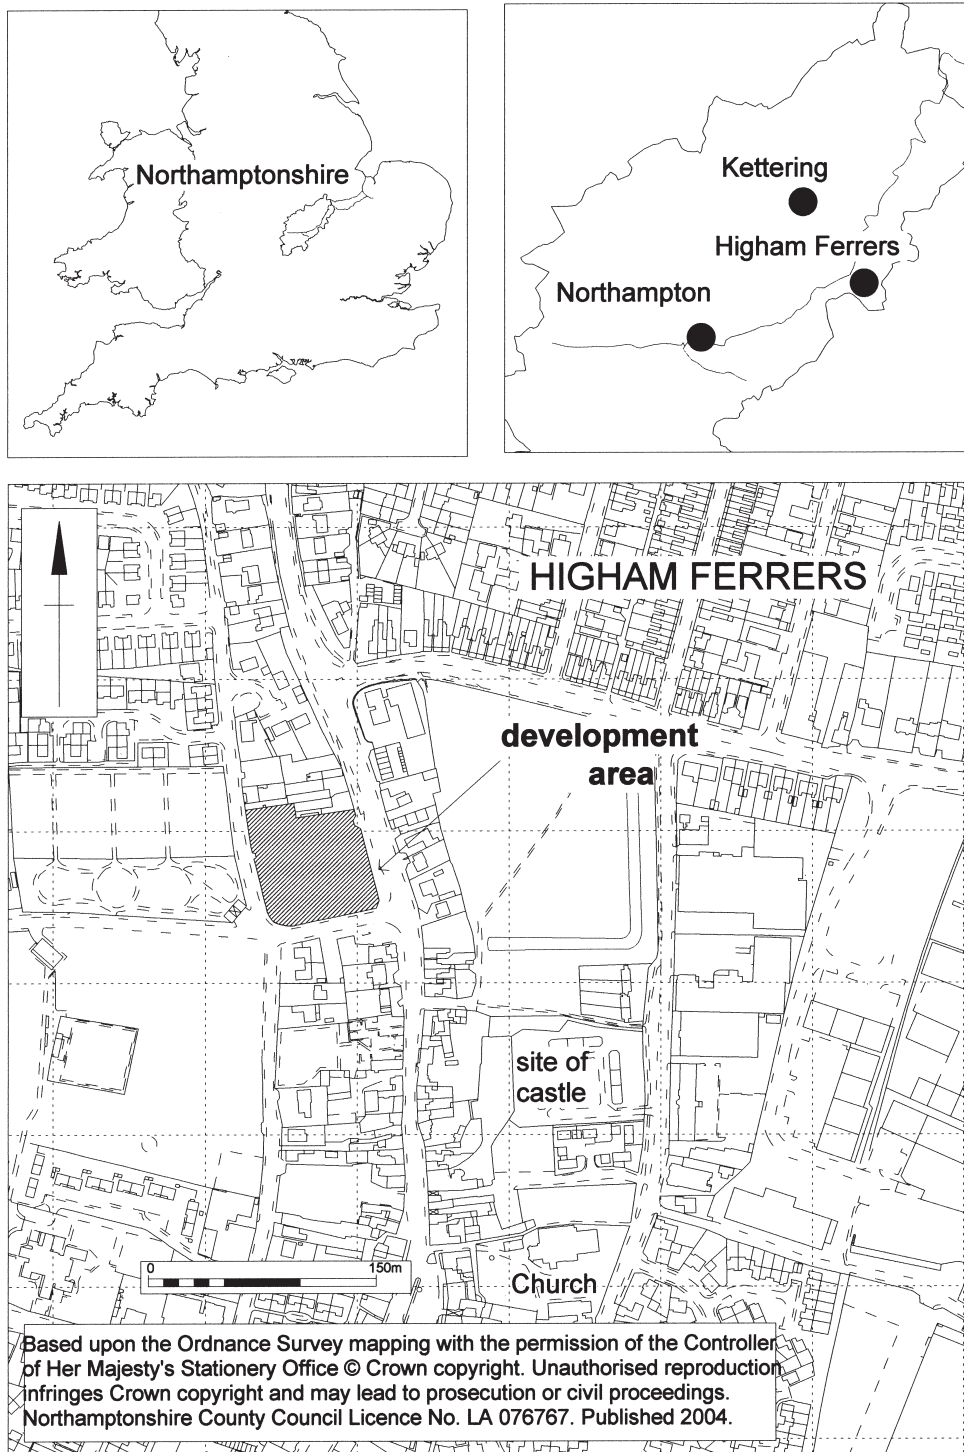 Northamptonshire
Kettering
Higham Ferrers
Northampton
HIGHAM FERRERS
development
area
site of
castle
0 150m
Church
Based upon the Ordnance Survey mapping with the permission of the Controller
of Her Majesty's Stationery Office © Crown copyright. Unauthorised reproduction
infringes Crown copyright and may lead to prosecution or civil proceedings.
Northamptonshire County Council Licence No. LA 076767. Published 2004.